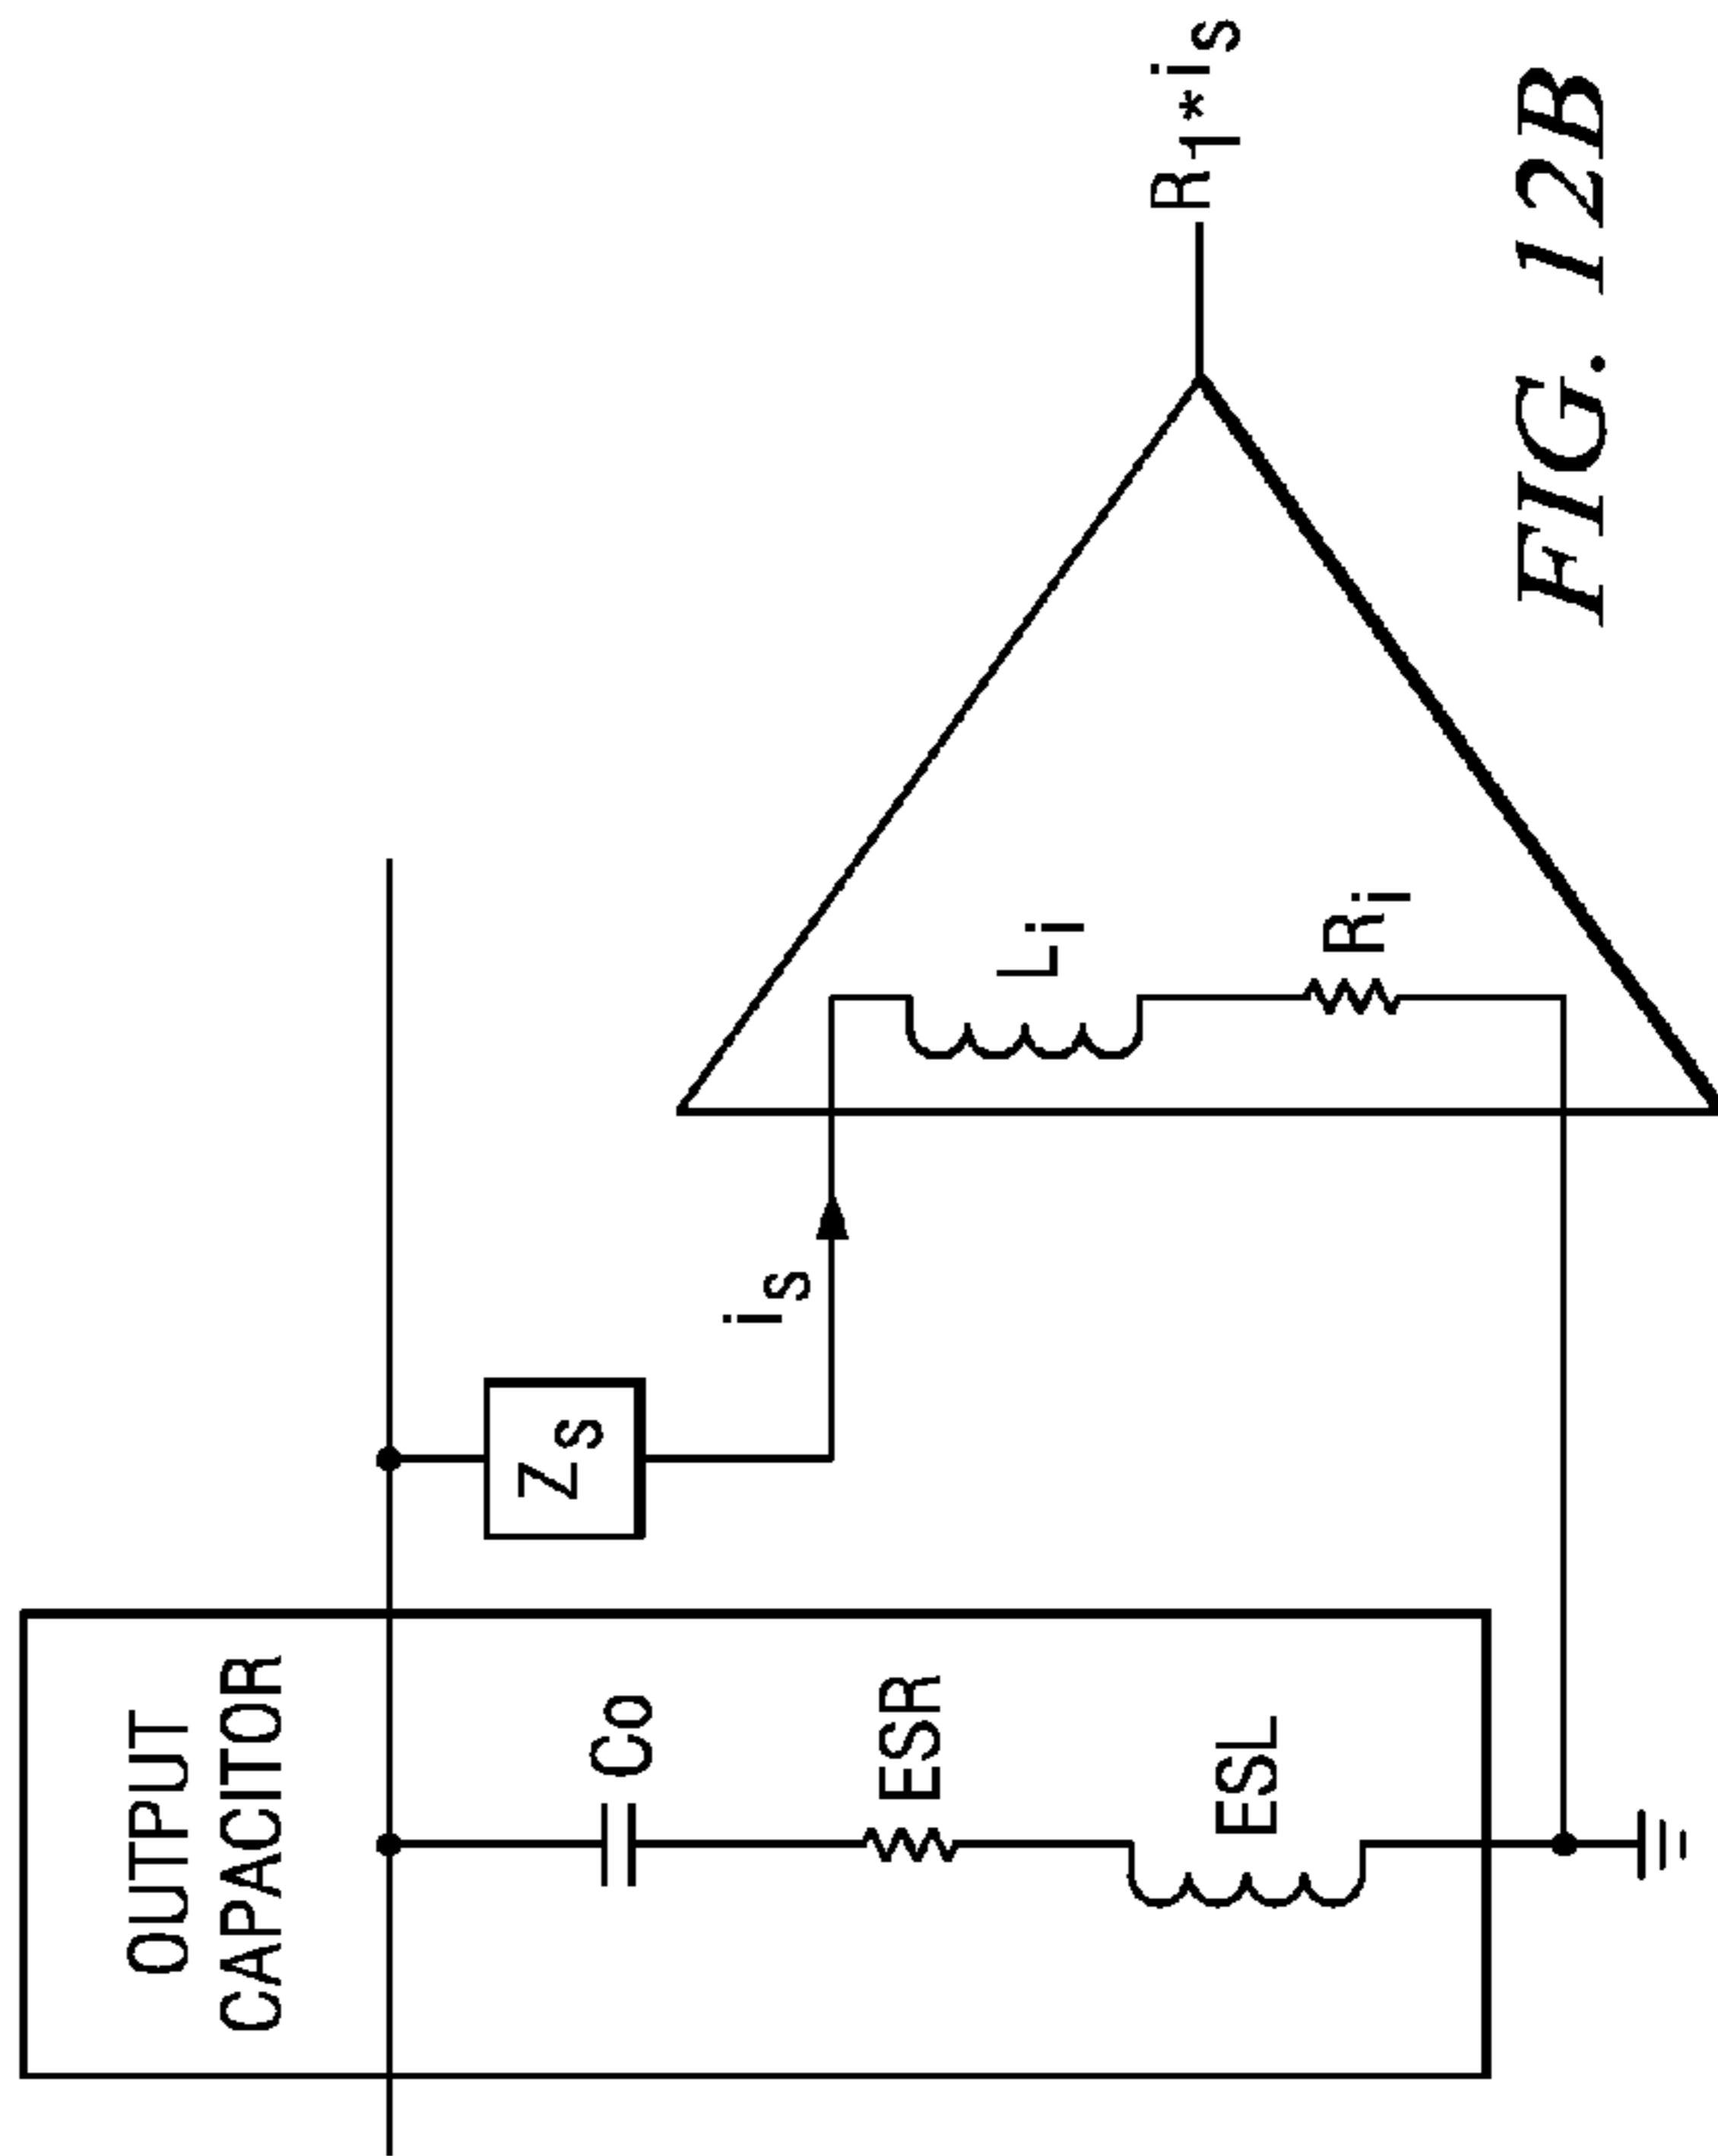 OUTPUT
CAPACITOR
Co
Zs
is
ESR
Li
R1*is
ESL
Ri
FIG. 12B